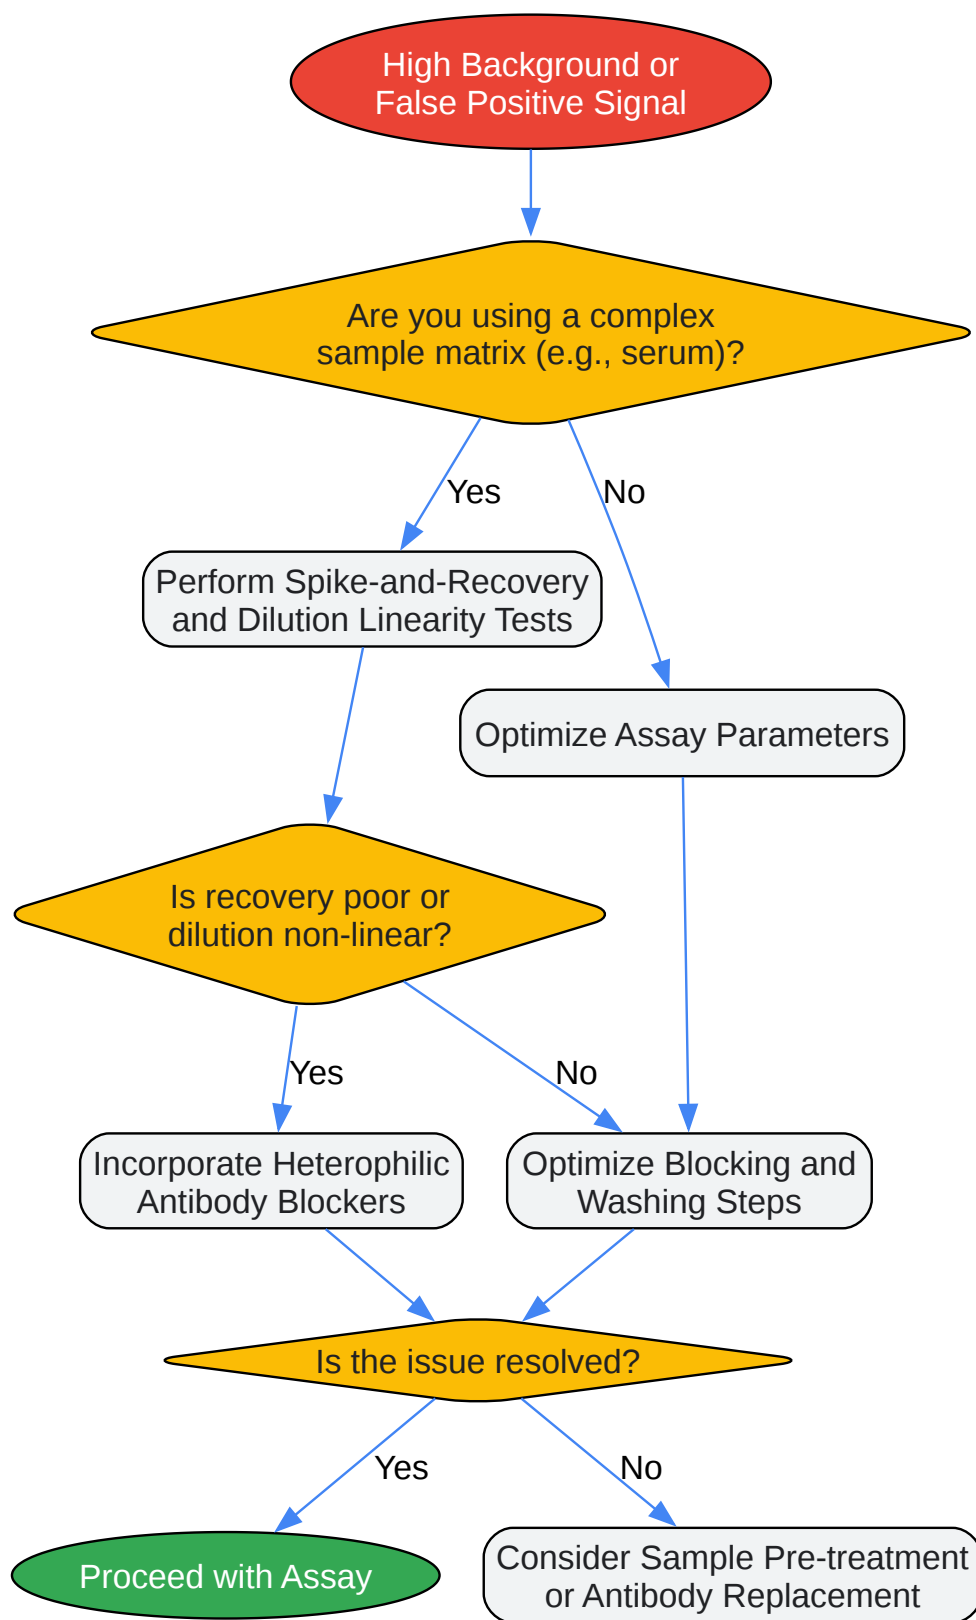 High Background or
False Positive Signal
Are you using a complex
sample matrix (e.g., serum)?
Yes
No
Perform Spike-and-Recovery
and Dilution Linearity Tests
Optimize Assay Parameters
Is recovery poor or
dilution non-linear?
Yes
No
Incorporate Heterophilic
Antibody Blockers
Optimize Blocking and
Washing Steps
Is the issue resolved?
Yes
No
Proceed with Assay
Consider Sample Pre-treatment
or Antibody Replacement